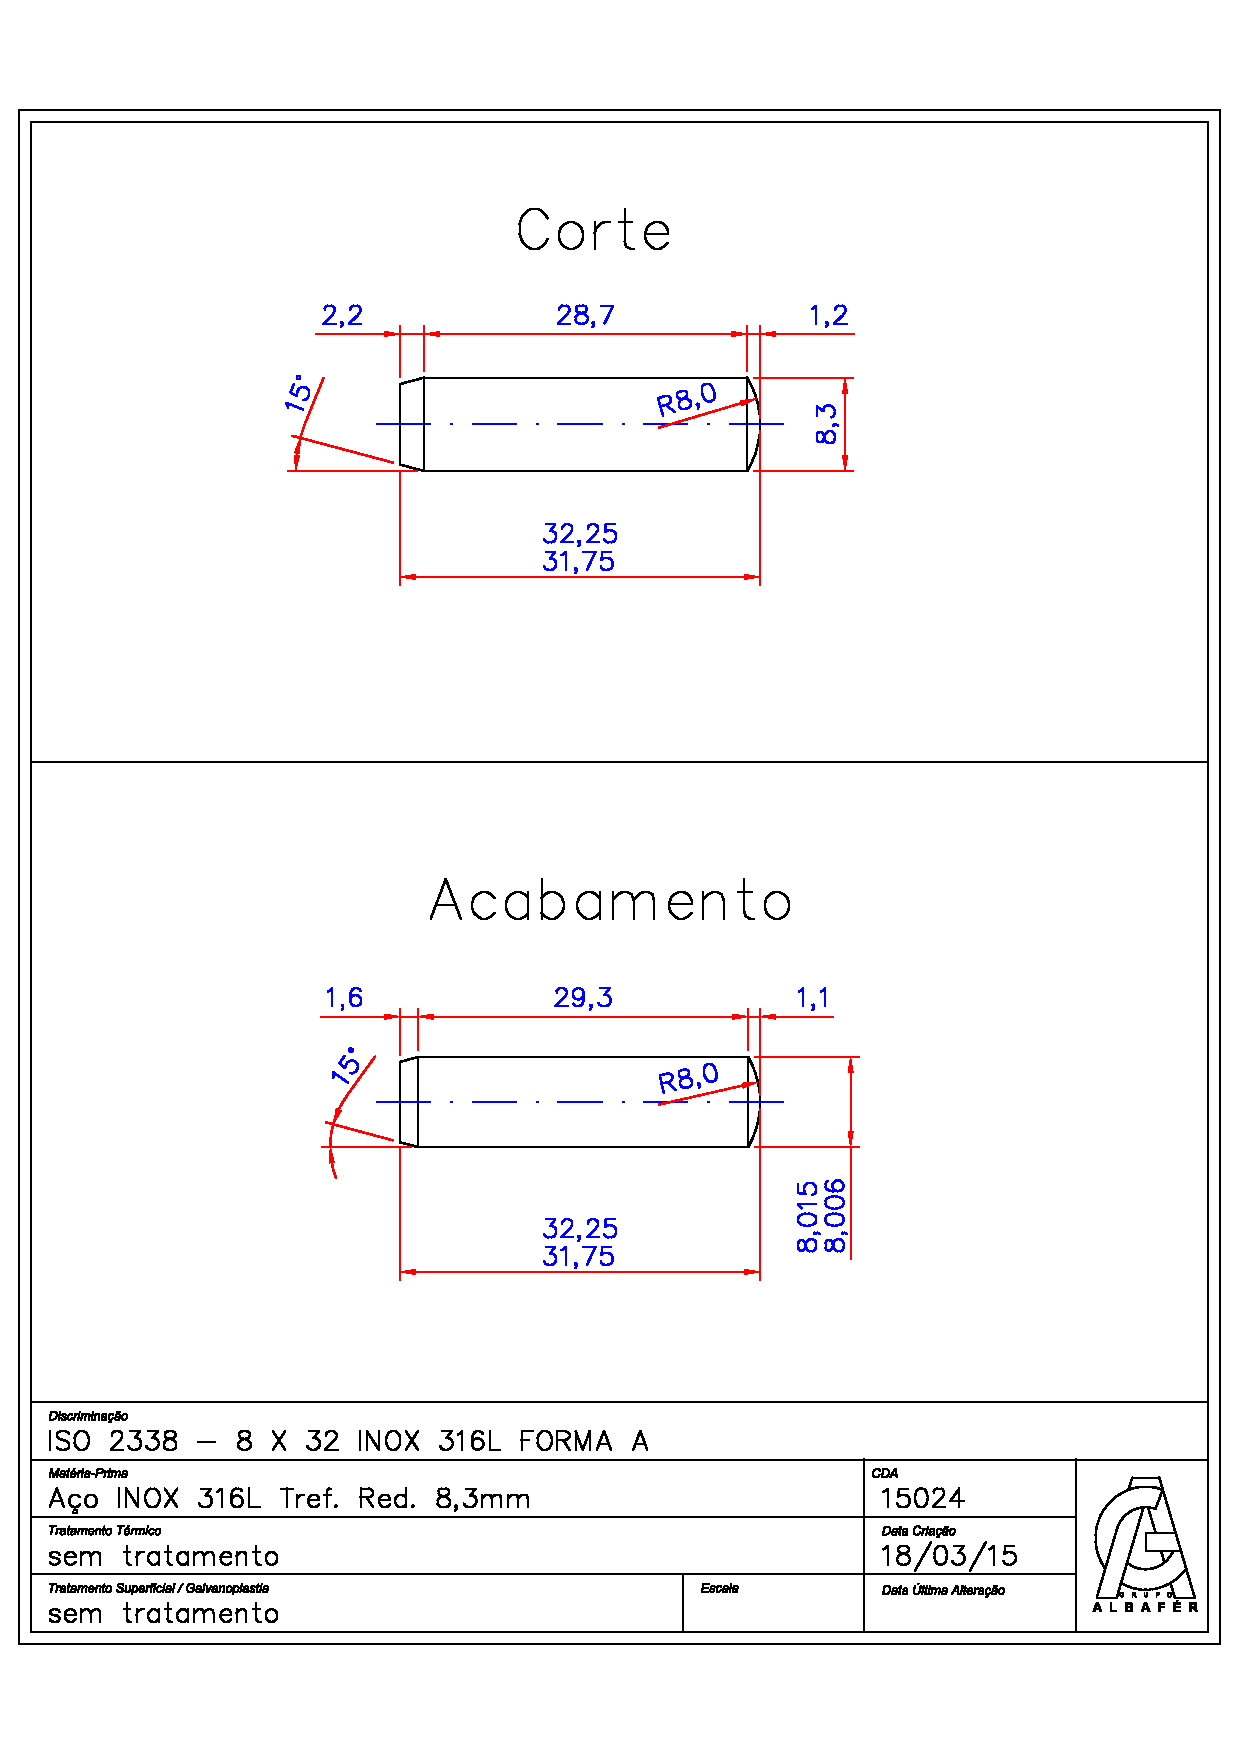 Corte
2,2
28,7
1,2
15°
R8,0
8,3
32,25
31,75
Acabamento
1,6
29,3
1,1
15°
R8,0
8,015
8,006
32,25
31,75
Discriminação
ISO 2338 - 8 X 32 INOX 316L FORMA A
Matéria-Prima
Aço INOX 316L Tref. Red. 8,3mm
CDA
15024
Tratamento Térmico
sem tratamento
Data Criação
18/03/15
Tratamento Superficial / Galvanoplastia
sem tratamento
Escala
Data Última Alteração
GRUPO
ALBAFÉR